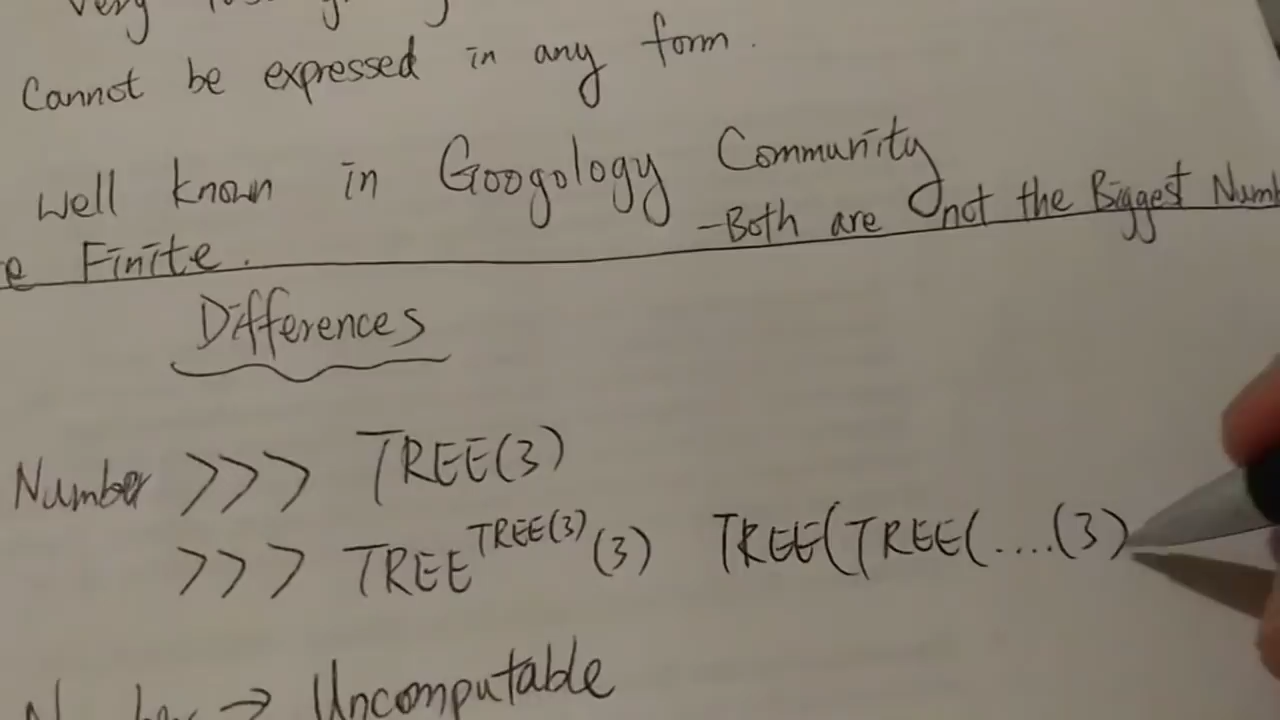 very
Cannot be expressed in any form.
well known in Googology Community
-Both are not the Biggest Numb
e Finite.
Differences
Number >>> TREE(3)
>>> TREE^TREE(3) (3) TREE(TREE(....(3)
→ Uncomputable